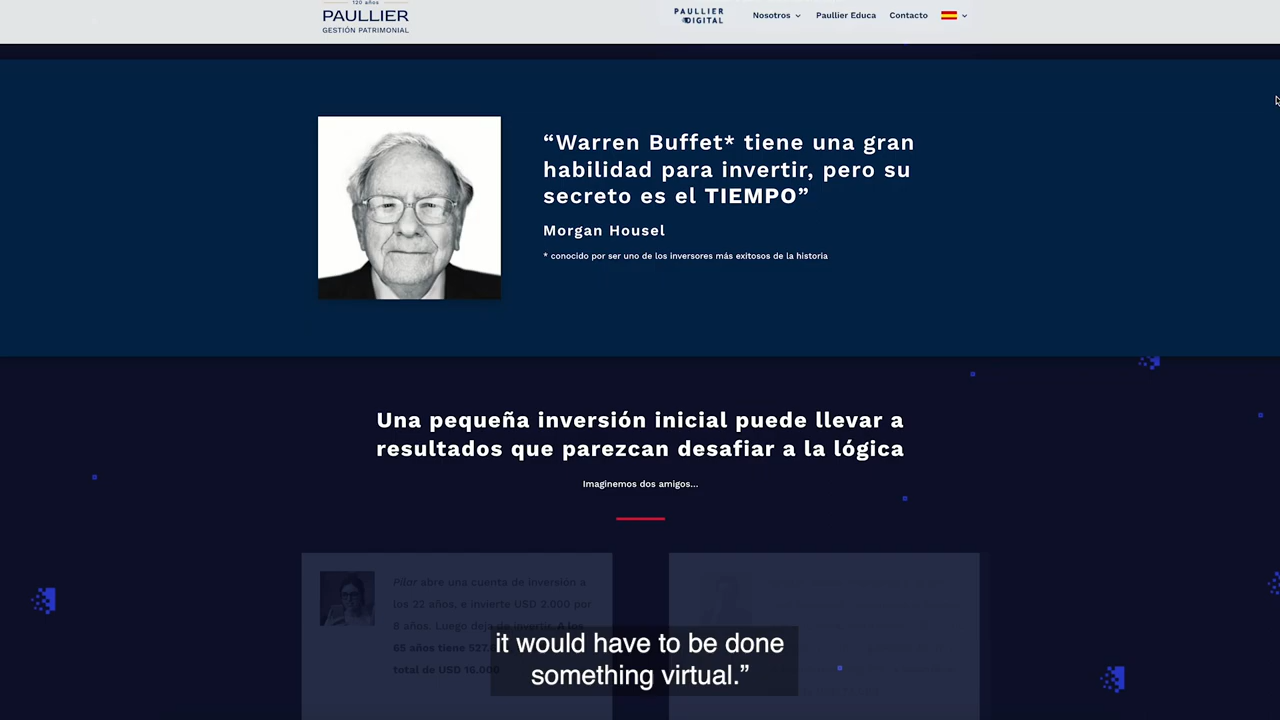 120 años
PAULLIER
GESTIÓN PATRIMONIAL
PAULLIER
DIGITAL
Nosotros
Paullier Educa
Contacto
“Warren Buffet* tiene una gran
habilidad para invertir, pero su
secreto es el TIEMPO”
Morgan Housel
* conocido por ser uno de los inversores más exitosos de la historia
Una pequeña inversión inicial puede llevar a
resultados que parezcan desafiar a la lógica
Imaginemos dos amigos...
Pilar abre una cuenta de inversión a
los 22 años. e invierte USD 2.000 por
8 años. Luego deja de invertir. A los
65 años tiene 527.
total de USD 16.000
it would have to be done
something virtual.”